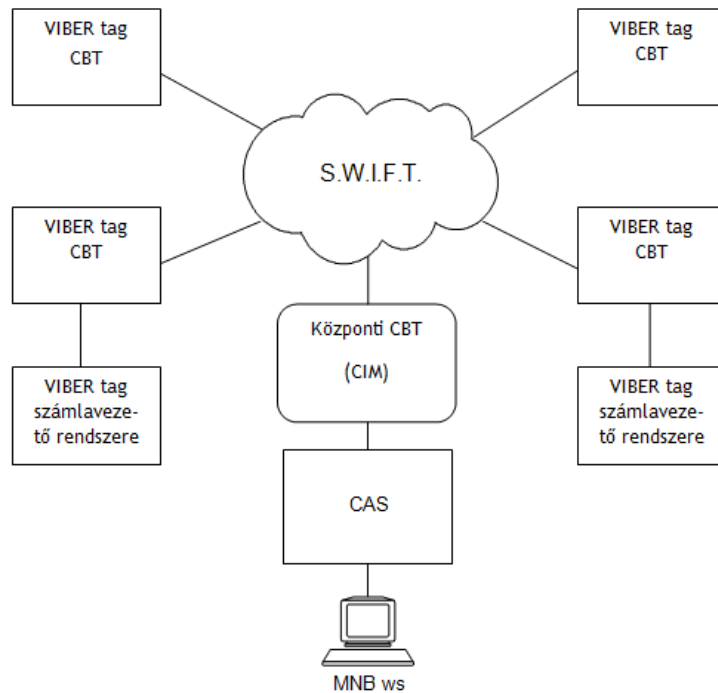 VIBER tag
CBT
VIBER tag
CBT
S.W.I.F.T.
VIBER tag
CBT
VIBER tag
CBT
Központi CBT
(CIM)
VIBER tag
számlaveze-
tő rendszere
VIBER tag
számlaveze-
tő rendszere
CAS
MNB ws